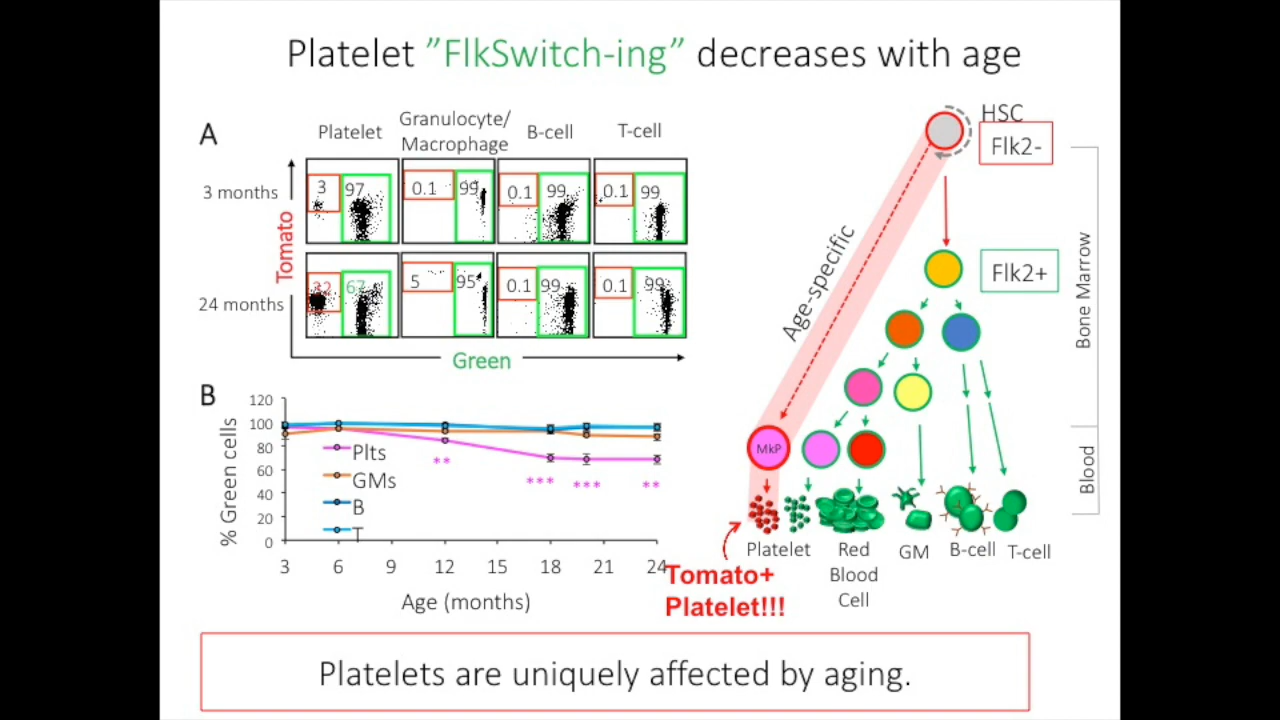 Platelet ”FlkSwitch-ing” decreases with age
A
Platelet
Granulocyte/
Macrophage
B-cell
T-cell
3 months
3
97
0.1
99
0.1
99
0.1
99
Tomato
24 months
32
67
5
95
0.1
99
0.1
99
Green
B
120
100
80
60
40
20
0
% Green cells
Plts
GMs
B
T
**
***
***
**
3
6
9
12
15
18
21
24
Age (months)
HSC
Flk2-
Flk2+
Age-specific
Bone Marrow
Blood
MkP
Platelet
Red
Blood
Cell
GM
B-cell
T-cell
Tomato+
Platelet!!!
Platelets are uniquely affected by aging.